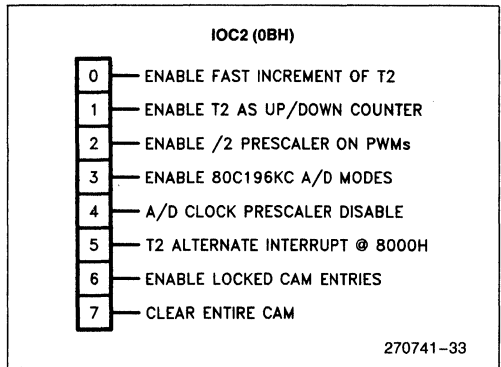 IOC2 (0BH)
0 ENABLE FAST INCREMENT OF T2
1 ENABLE T2 AS UP/DOWN COUNTER
2 ENABLE /2 PRESCALER ON PWMs
3 ENABLE 80C196KC A/D MODES
4 A/D CLOCK PRESCALER DISABLE
5 T2 ALTERNATE INTERRUPT @ 8000H
6 ENABLE LOCKED CAM ENTRIES
7 CLEAR ENTIRE CAM
270741-33